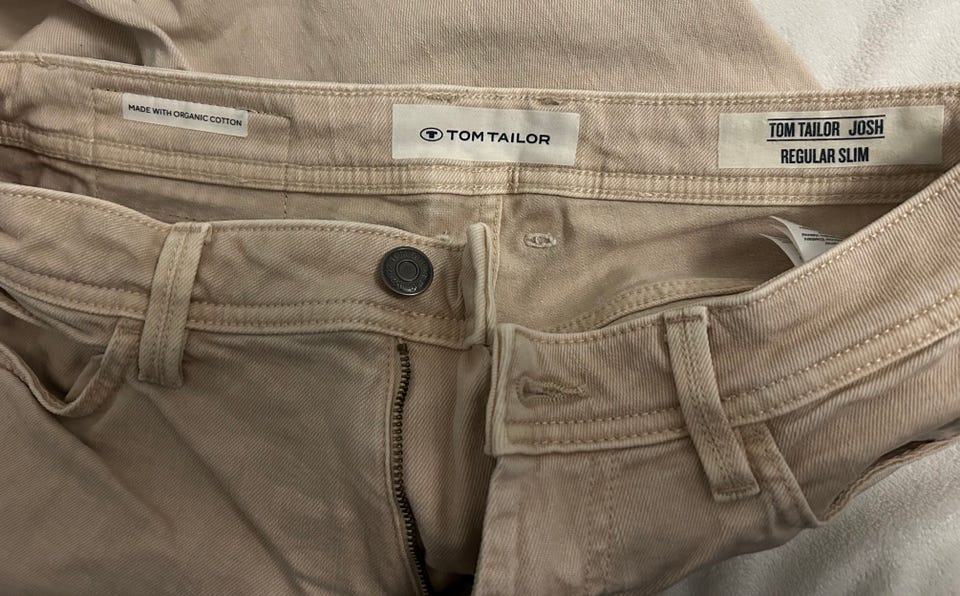 MADE WITH ORGANIC COTTON
TOM TAILOR
TOM TAILOR JOSH
REGULAR SLIM